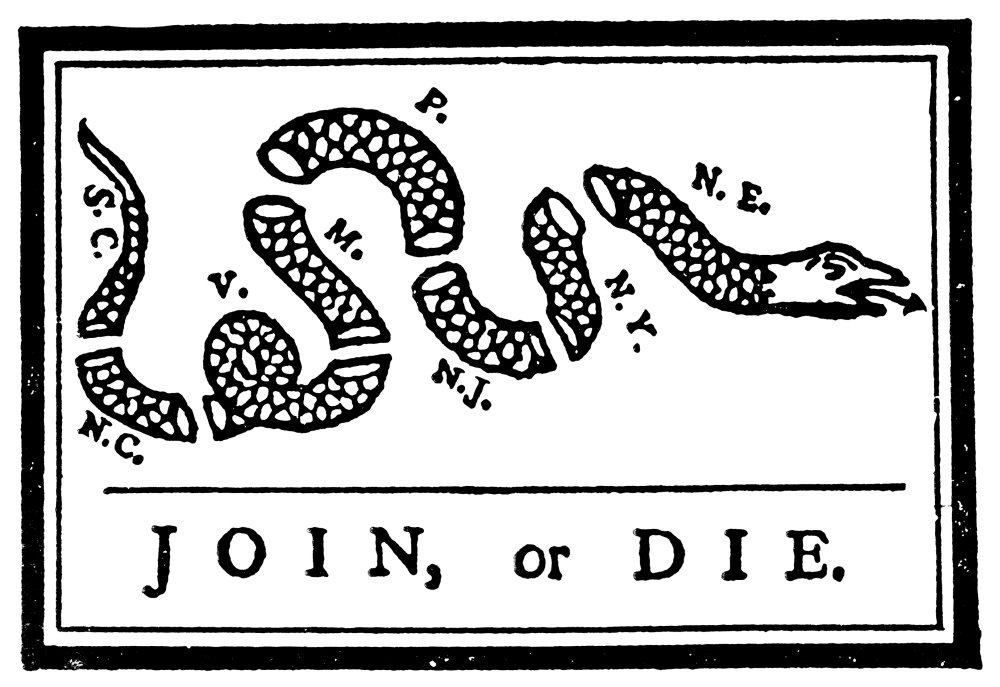 P.
N. E.
S. C.
M.
V.
N. Y.
N.J.
N. C.
JOIN, or DIE.